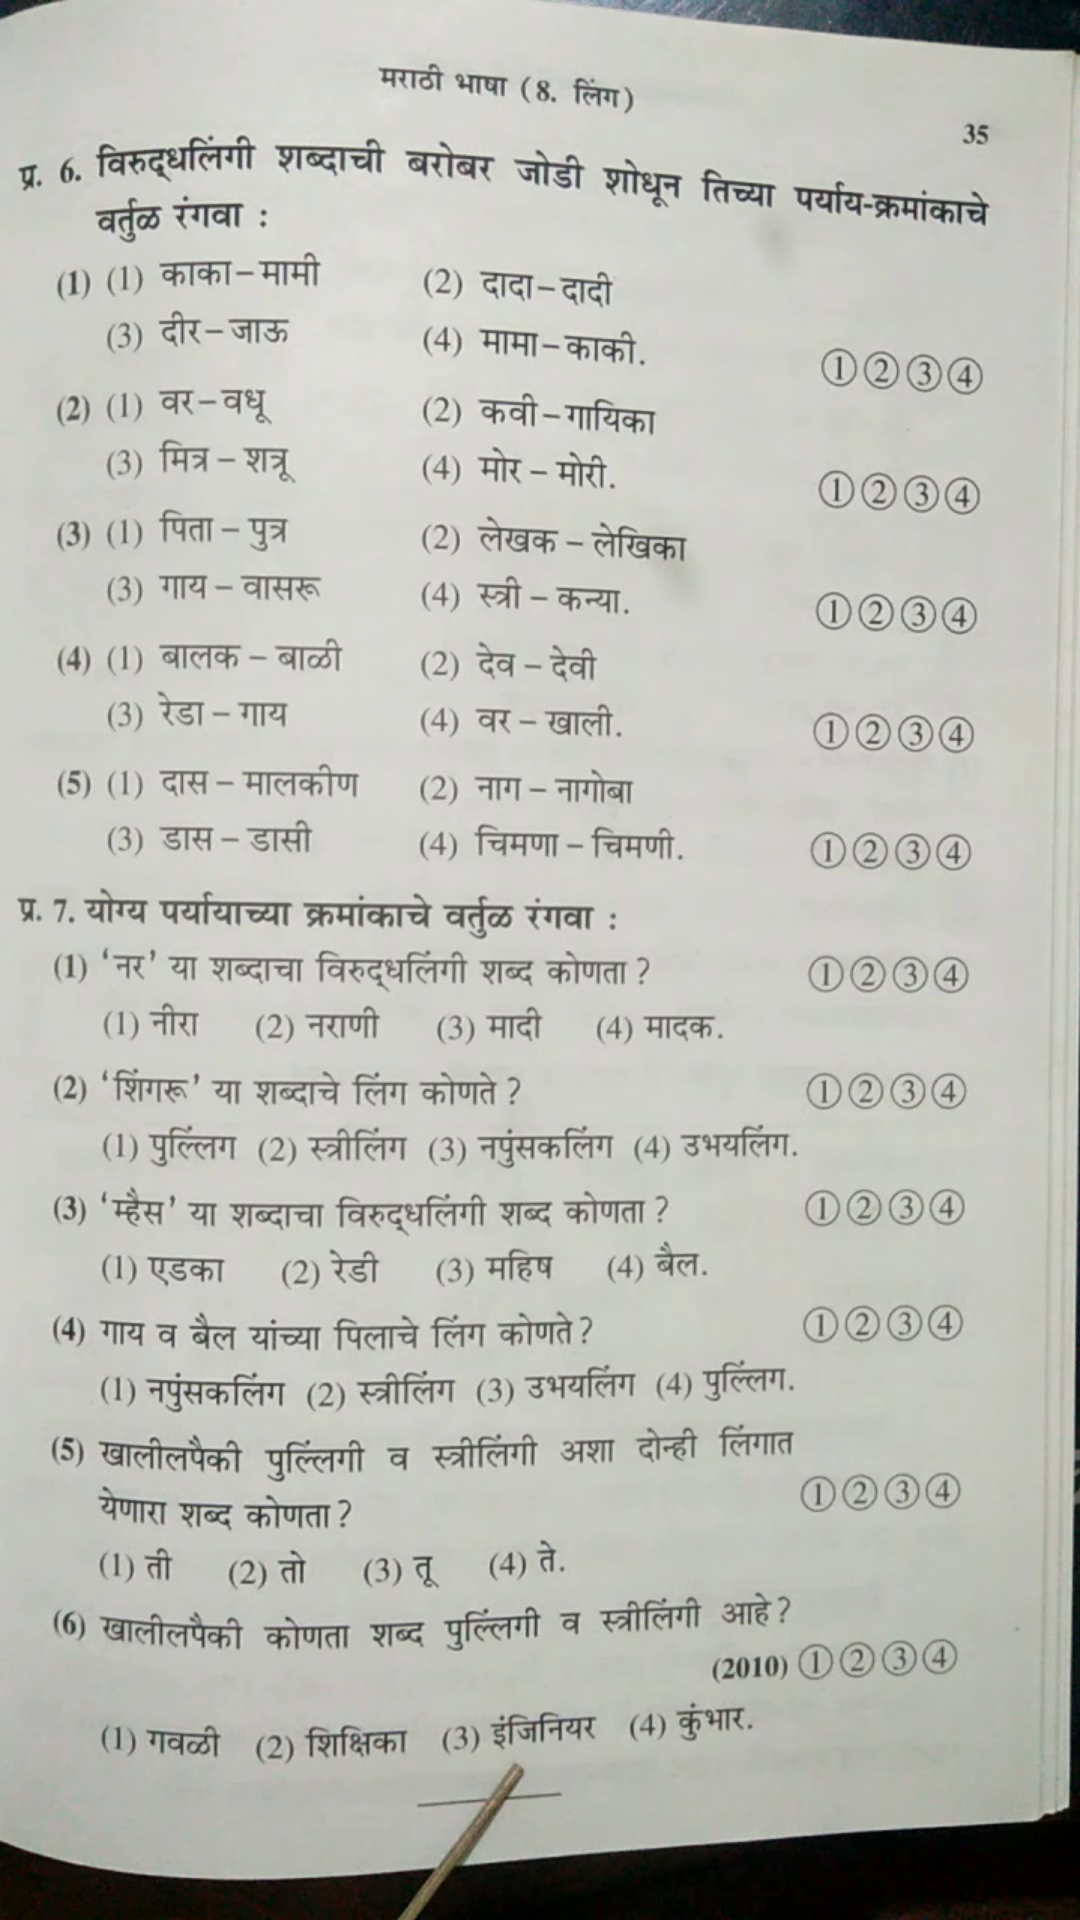 मराठी भाषा (8. लिंग)
35
प्र. 6. विरुद्धलिंगी शब्दाची बरोबर जोडी शोधून तिच्या पर्याय-क्रमांकाचे
वर्तुळ रंगवा :
(1) (1) काका – मामी (2) दादा – दादी
(3) दीर – जाऊ (4) मामा – काकी. ①②③④
(2) (1) वर – वधू (2) कवी – गायिका
(3) मित्र – शत्रू (4) मोर – मोरी. ①②③④
(3) (1) पिता – पुत्र (2) लेखक – लेखिका
(3) गाय – वासरू (4) स्त्री – कन्या. ①②③④
(4) (1) बालक – बाळी (2) देव – देवी
(3) रेडा – गाय (4) वर – खाली. ①②③④
(5) (1) दास – मालकीण (2) नाग – नागोबा
(3) डास – डासी (4) चिमणा – चिमणी. ①②③④
प्र. 7. योग्य पर्यायाच्या क्रमांकाचे वर्तुळ रंगवा :
(1) ‘नर’ या शब्दाचा विरुद्धलिंगी शब्द कोणता ? ①②③④
(1) नीरा (2) नराणी (3) मादी (4) मादक.
(2) ‘शिंगरू’ या शब्दाचे लिंग कोणते ? ①②③④
(1) पुल्लिंग (2) स्त्रीलिंग (3) नपुंसकलिंग (4) उभयलिंग.
(3) ‘म्हैस’ या शब्दाचा विरुद्धलिंगी शब्द कोणता ? ①②③④
(1) एडका (2) रेडी (3) महिष (4) बैल.
(4) गाय व बैल यांच्या पिलाचे लिंग कोणते ? ①②③④
(1) नपुंसकलिंग (2) स्त्रीलिंग (3) उभयलिंग (4) पुल्लिंग.
(5) खालीलपैकी पुल्लिंगी व स्त्रीलिंगी अशा दोन्ही लिंगात
येणारा शब्द कोणता ? ①②③④
(1) ती (2) तो (3) तू (4) ते.
(6) खालीलपैकी कोणता शब्द पुल्लिंगी व स्त्रीलिंगी आहे ?
(2010) ①②③④
(1) गवळी (2) शिक्षिका (3) इंजिनियर (4) कुंभार.